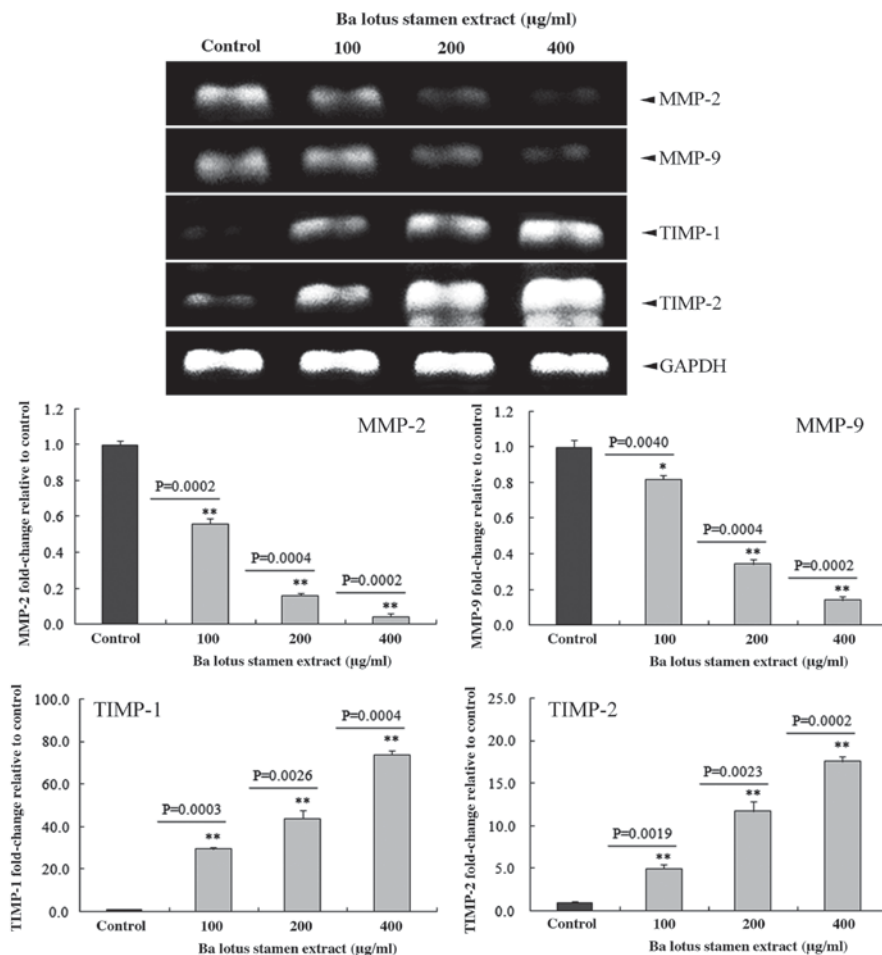 Ba lotus stamen extract (μg/ml)
Control 100 200 400
MMP-2
MMP-9
TIMP-1
TIMP-2
GAPDH
MMP-2
MMP-2 fold-change relative to control
1.2
1.0
0.8
0.6
0.4
0.2
0.0
P=0.0002
**
P=0.0004
**
P=0.0002
**
Control 100 200 400
Ba lotus stamen extract (μg/ml)
MMP-9
MMP-9 fold-change relative to control
1.2
1.0
0.8
0.6
0.4
0.2
0.0
P=0.0040
*
P=0.0004
**
P=0.0002
**
Control 100 200 400
Ba lotus stamen extract (μg/ml)
TIMP-1
TIMP-1 fold-change relative to control
100.0
80.0
60.0
40.0
20.0
0.0
P=0.0003
**
P=0.0026
**
P=0.0004
**
Control 100 200 400
Ba lotus stamen extract (μg/ml)
TIMP-2
TIMP-2 fold-change relative to control
25.0
20.0
15.0
10.0
5.0
0.0
P=0.0019
**
P=0.0023
**
P=0.0002
**
Control 100 200 400
Ba lotus stamen extract (μg/ml)